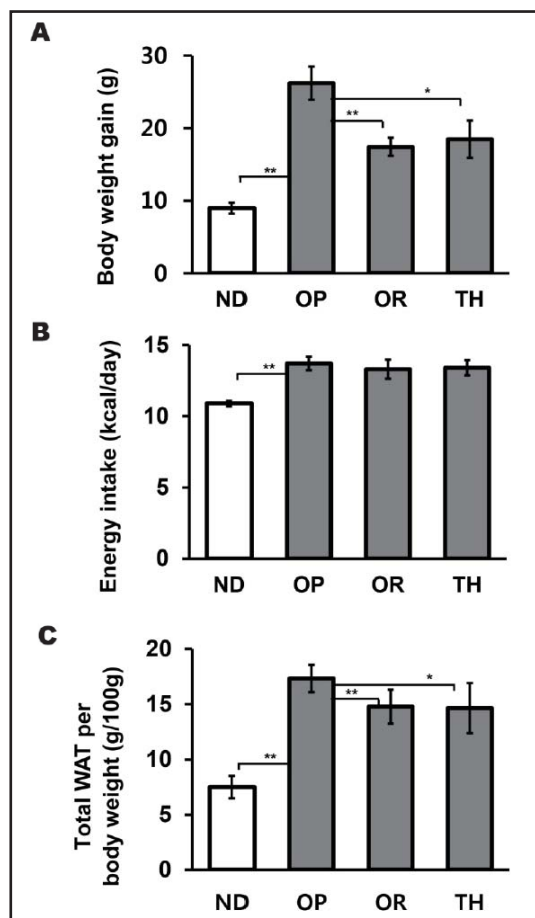 A
Body weight gain (g)
30
20
10
0
**
**
*
ND OP OR TH
B
Energy intake (kcal/day)
15
10
5
0
**
ND OP OR TH
C
Total WAT per
body weight (g/100g)
20
15
10
5
0
**
**
*
ND OP OR TH